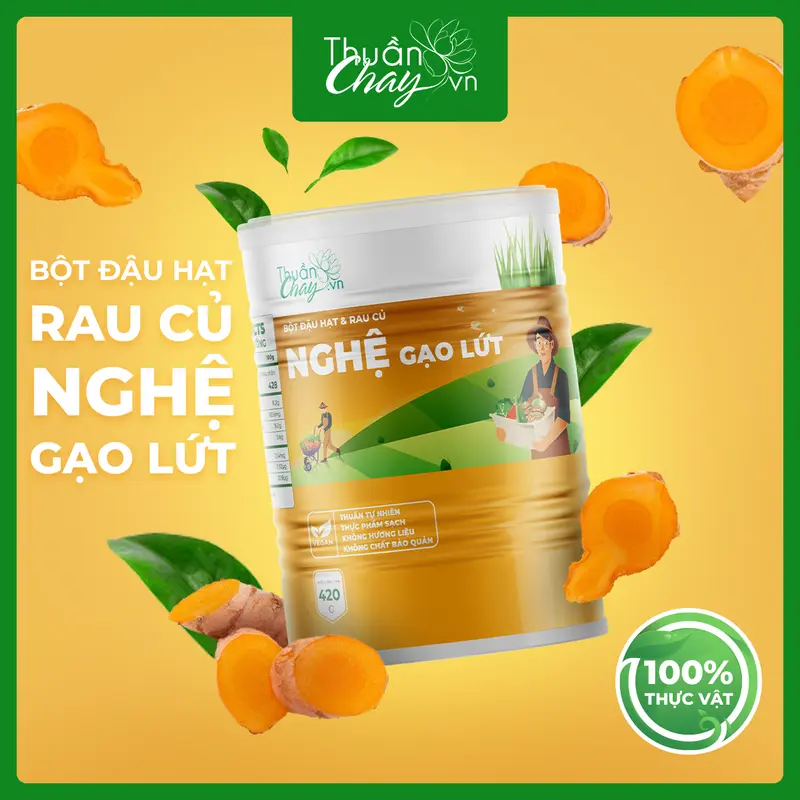 Thuần
Chay.vn
BỘT ĐẬU HẠT
RAU CỦ
NGHỆ
GẠO LỨT
Thuần
Chay.vn
BỘT ĐẬU HẠT & RAU CỦ
NGHỆ GẠO LỨT
100g
428
VEGAN
THUẦN TỰ NHIÊN
THỰC PHẨM SẠCH
KHÔNG HƯƠNG LIỆU
KHÔNG CHẤT BẢO QUẢN
420
G
100%
THỰC VẬT